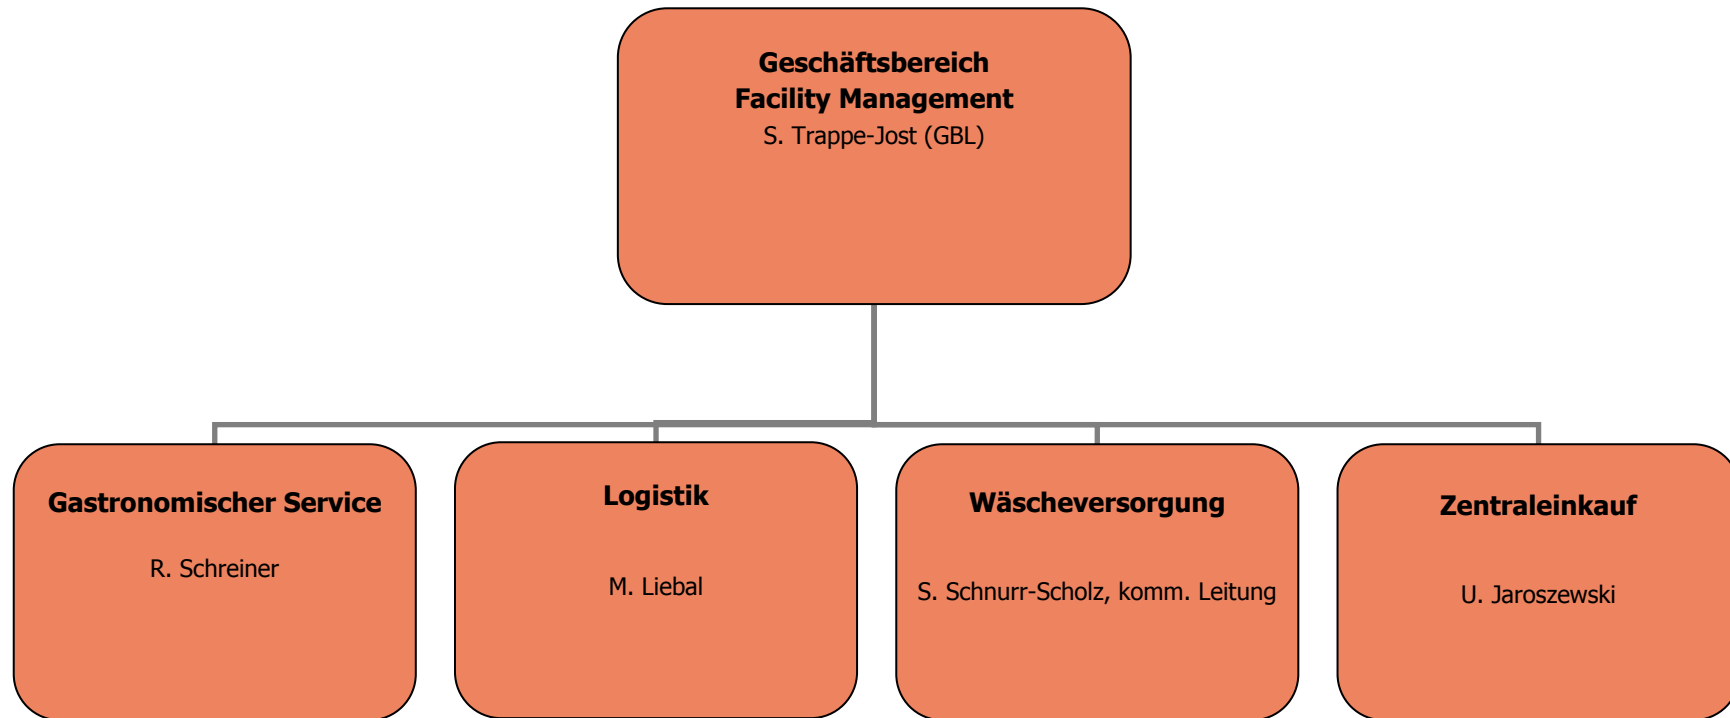 Geschäftsbereich
Facility Management
S. Trappe-Jost (GBL)
Gastronomischer Service
R. Schreiner
Logistik
M. Liebal
Wäscheversorgung
S. Schnurr-Scholz, komm. Leitung
Zentraleinkauf
U. Jaroszewski